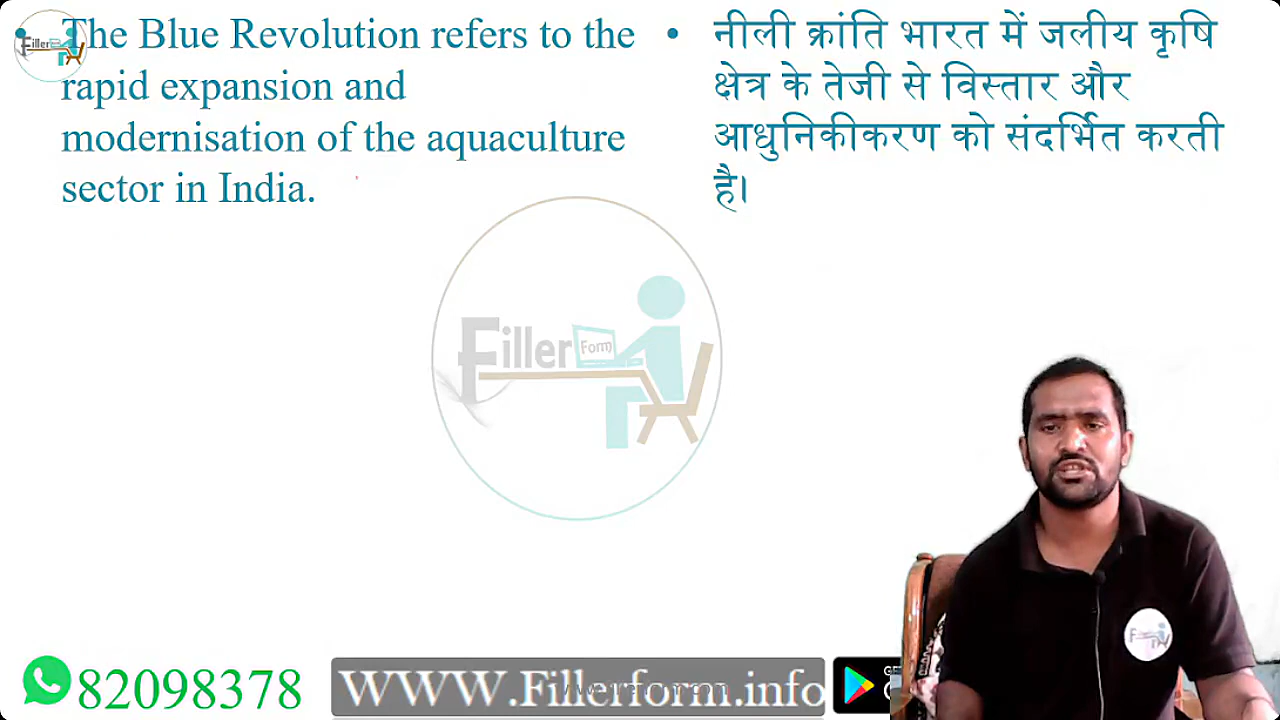 The Blue Revolution refers to the
rapid expansion and
modernisation of the aquaculture
sector in India.
नीली क्रांति भारत में जलीय कृषि
क्षेत्र के तेजी से विस्तार और
आधुनिकीकरण को संदर्भित करती
है।
Filler Form
82098378
WWW.Fillerform.info